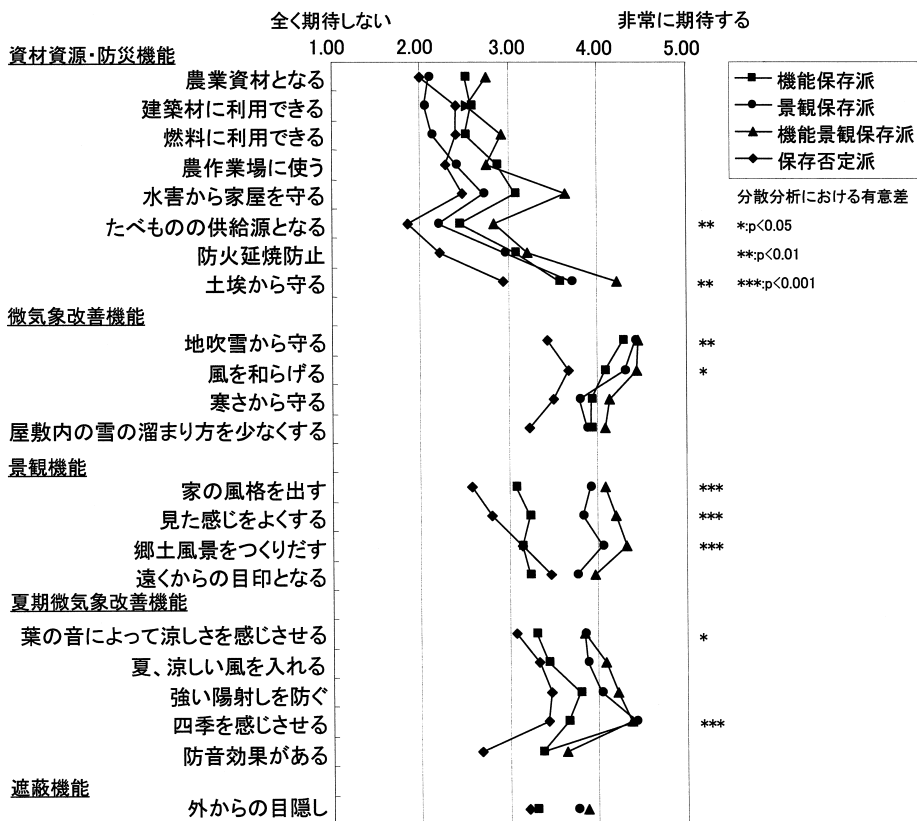 全く期待しない 非常に期待する
1.00 2.00 3.00 4.00 5.00
資材資源・防災機能
農業資材となる
建築材に利用できる
燃料に利用できる
農作業場に使う
水害から家屋を守る
たべものの供給源となる **
防火延焼防止
土埃から守る **
微気象改善機能
地吹雪から守る **
風を和らげる *
寒さから守る
屋敷内の雪の溜まり方を少なくする
景観機能
家の風格を出す ***
見た感じをよくする ***
郷土風景をつくりだす ***
遠くからの目印となる
夏期微気象改善機能
葉の音によって涼しさを感じさせる *
夏、涼しい風を入れる
強い陽射しを防ぐ
四季を感じさせる ***
防音効果がある
遮蔽機能
外からの目隠し
機能保存派
景観保存派
機能景観保存派
保存否定派
分散分析における有意差
*:p<0.05
**:p<0.01
***:p<0.001